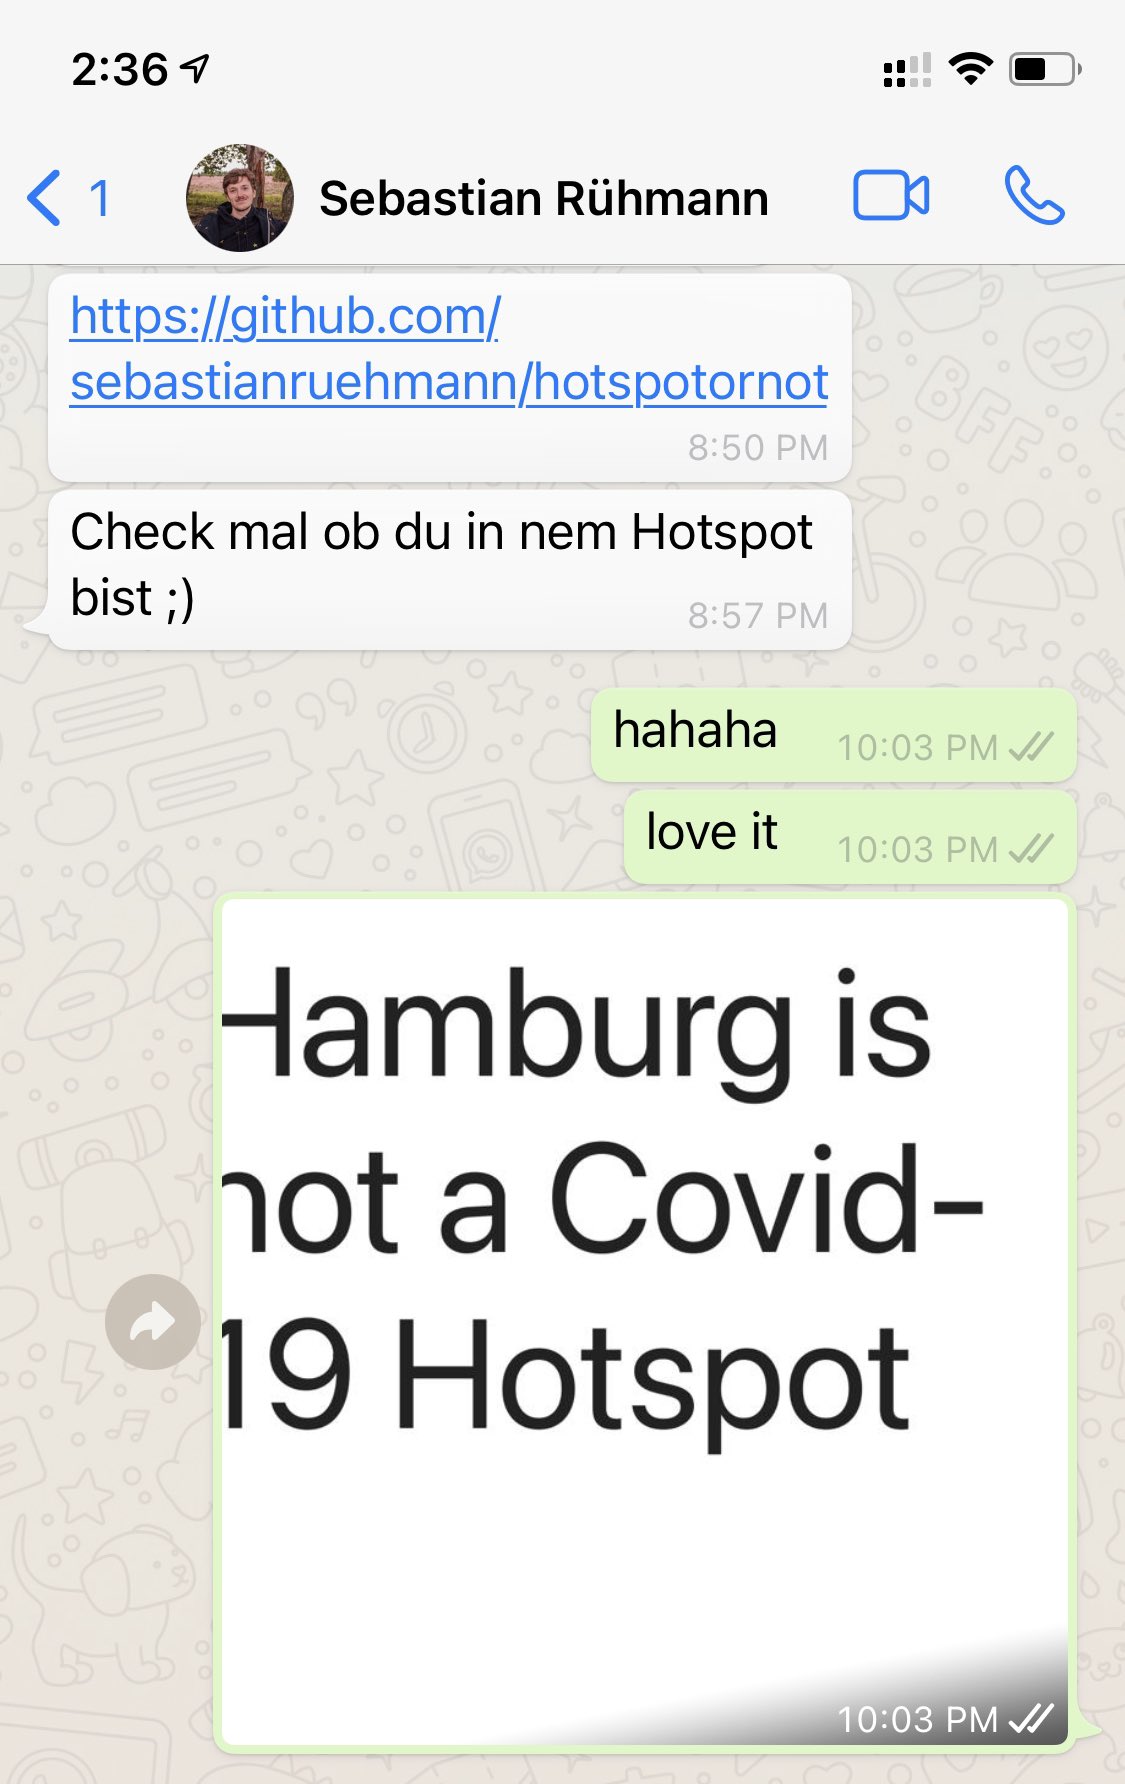 2:36
1
Sebastian Rühmann
https://github.com/
sebastianruehmann/hotspotornot
8:50 PM
Check mal ob du in nem Hotspot
bist ;)
8:57 PM
hahaha
10:03 PM
love it
10:03 PM
Hamburg is
not a Covid-
19 Hotspot
10:03 PM
BFF